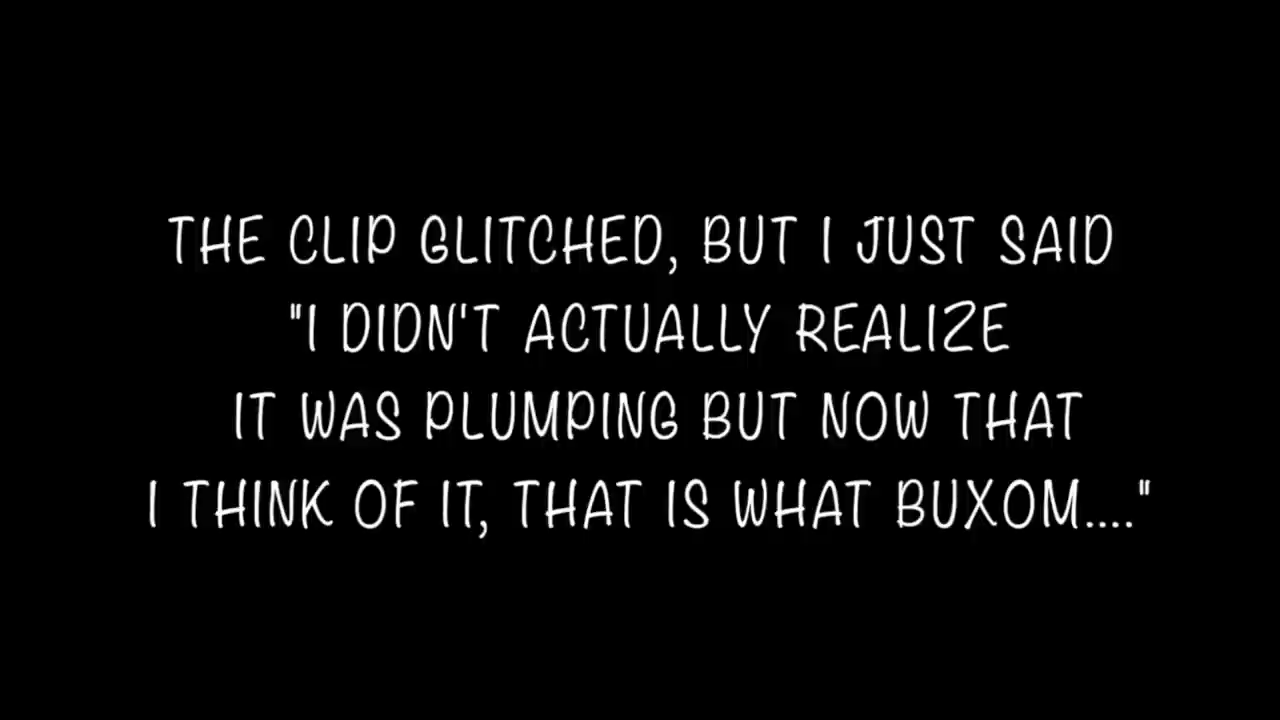 THE CLIP GLITCHED, BUT I JUST SAID
"I DIDN'T ACTUALLY REALIZE
IT WAS PLUMPING BUT NOW THAT
I THINK OF IT, THAT IS WHAT BUXOM...."